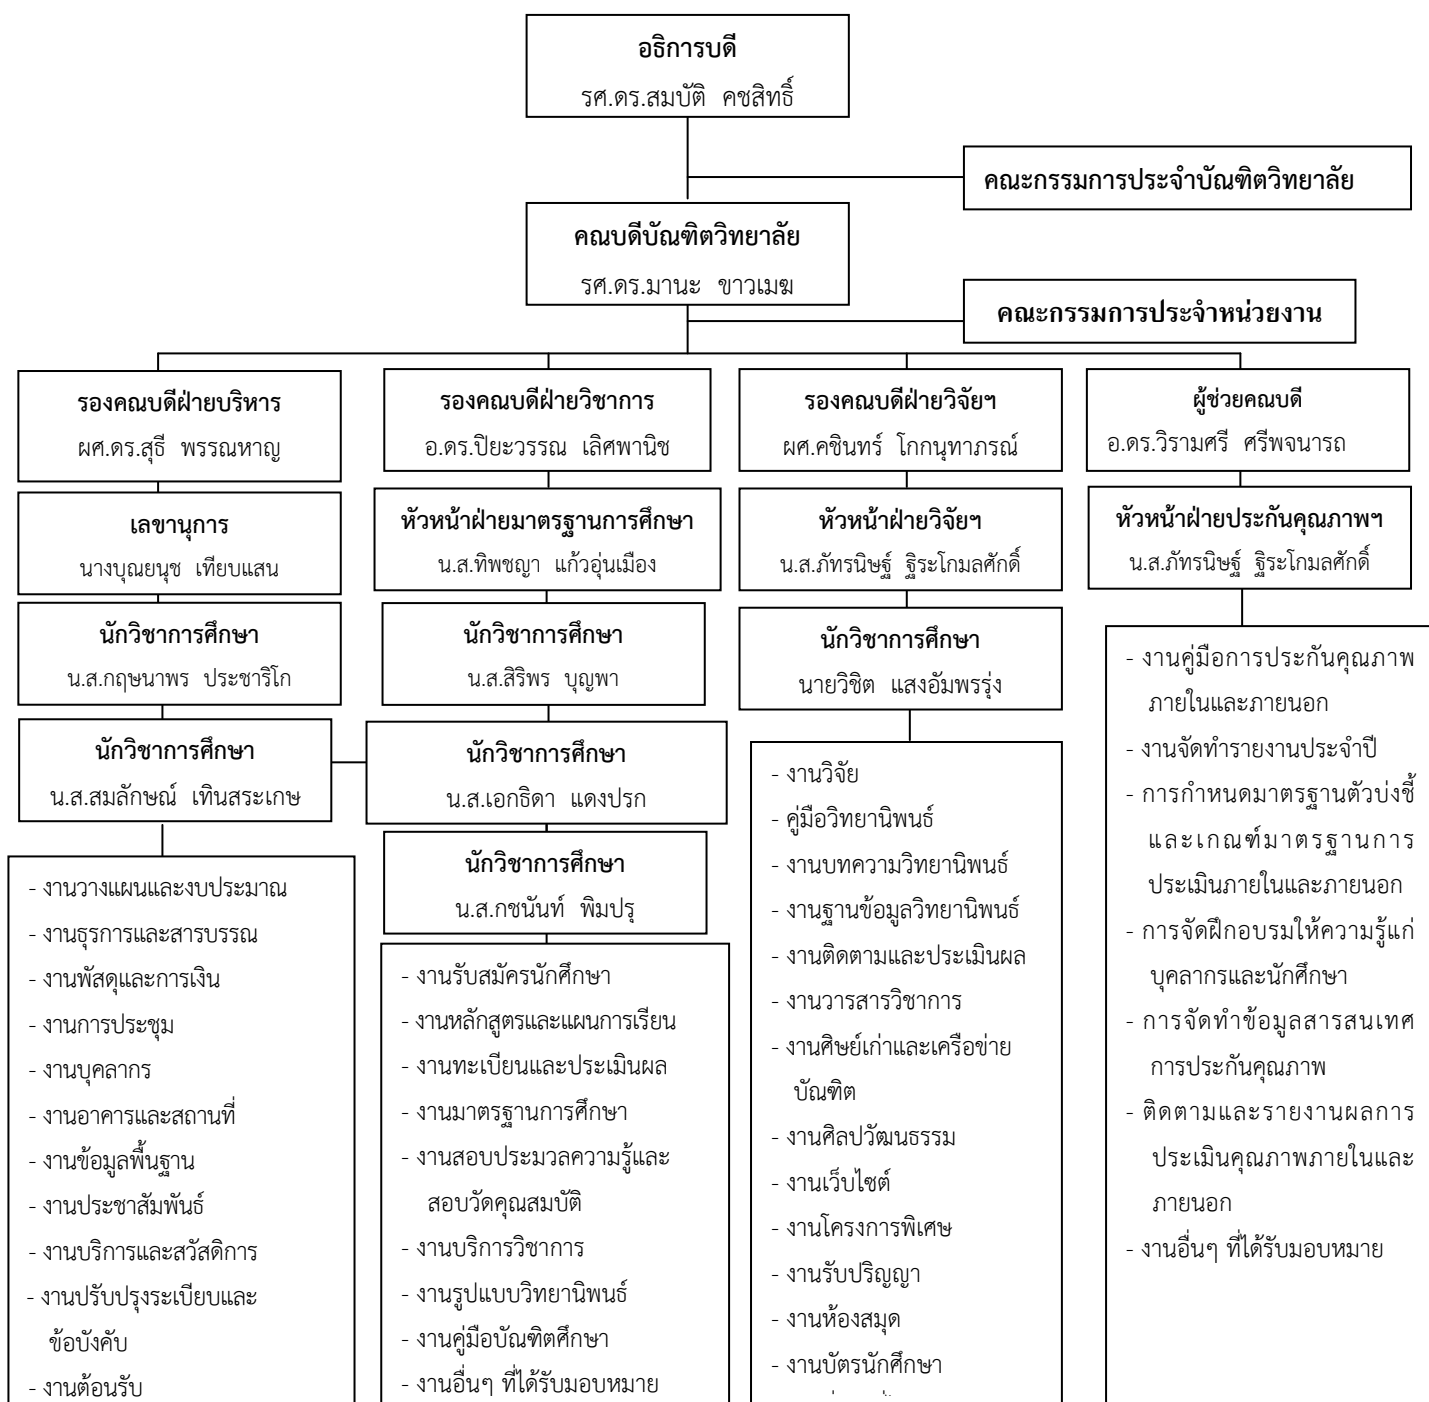 อธิการบดี
รศ.ดร.สมบัติ คชสิทธิ์
คณะกรรมการประจำบัณฑิตวิทยาลัย
คณบดีบัณฑิตวิทยาลัย
รศ.ดร.มานะ ขาวเมฆ
คณะกรรมการประจำหน่วยงาน
รองคณบดีฝ่ายบริหาร
ผศ.ดร.สุธี พรรณหาญ
เลขานุการ
นางบุณยนุช เทียบแสน
นักวิชาการศึกษา
น.ส.กฤษนาพร ประชาริโก
นักวิชาการศึกษา
น.ส.สมลักษณ์ เทินสระเกษ
- งานวางแผนและงบประมาณ
- งานธุรการและสารบรรณ
- งานพัสดุและการเงิน
- งานการประชุม
- งานบุคลากร
- งานอาคารและสถานที่
- งานข้อมูลพื้นฐาน
- งานประชาสัมพันธ์
- งานบริการและสวัสดิการ
- งานปรับปรุงระเบียบและ
ข้อบังคับ
- งานต้อนรับ
รองคณบดีฝ่ายวิชาการ
อ.ดร.ปิยะวรรณ เลิศพานิช
หัวหน้าฝ่ายมาตรฐานการศึกษา
น.ส.ทิพชญา แก้วอุ่นเมือง
นักวิชาการศึกษา
น.ส.สิริพร บุญพา
นักวิชาการศึกษา
น.ส.เอกธิดา แดงปรก
นักวิชาการศึกษา
น.ส.กชนันท์ พิมปรุ
- งานรับสมัครนักศึกษา
-งานหลักสูตรและแผนการเรียน
- งานทะเบียนและประเมินผล
- งานมาตรฐานการศึกษา
- งานสอบประมวลความรู้และ
สอบวัดคุณสมบัติ
- งานบริการวิชาการ
- งานรูปแบบวิทยานิพนธ์
- งานคู่มือบัณฑิตศึกษา
- งานอื่นๆ ที่ได้รับมอบหมาย
รองคณบดีฝ่ายวิจัยฯ
ผศ.คชินทร์ โกกนุทาภรณ์
หัวหน้าฝ่ายวิจัยฯ
น.ส.ภัทรนิษฐ์ ฐิระโกมลศักดิ์
นักวิชาการศึกษา
นายวิชิต แสงอัมพรรุ่ง
- งานวิจัย
- คู่มือวิทยานิพนธ์
- งานบทความวิทยานิพนธ์
- งานฐานข้อมูลวิทยานิพนธ์
- งานติดตามและประเมินผล
- งานวารสารวิชาการ
- งานศิษย์เก่าและเครือข่าย
บัณฑิต
- งานศิลปวัฒนธรรม
- งานเว็บไซต์
- งานโครงการพิเศษ
- งานรับปริญญา
- งานห้องสมุด
- งานบัตรนักศึกษา
ผู้ช่วยคณบดี
อ.ดร.วิรามศรี ศรีพจนารถ
หัวหน้าฝ่ายประกันคุณภาพฯ
น.ส.ภัทรนิษฐ์ ฐิระโกมลศักดิ์
- งานคู่มือการประกันคุณภาพ
ภายในและภายนอก
- งานจัดทำรายงานประจำปี
- การกำหนดมาตรฐานตัวบ่งชี้
และเกณฑ์มาตรฐานการ
ประเมินภายในและภายนอก
- การจัดฝึกอบรมให้ความรู้แก่
บุคลากรและนักศึกษา
- การจัดทำข้อมูลสารสนเทศ
การประกันคุณภาพ
- ติดตามและรายงานผลการ
ประเมินคุณภาพภายในและ
ภายนอก
- งานอื่นๆ ที่ได้รับมอบหมาย